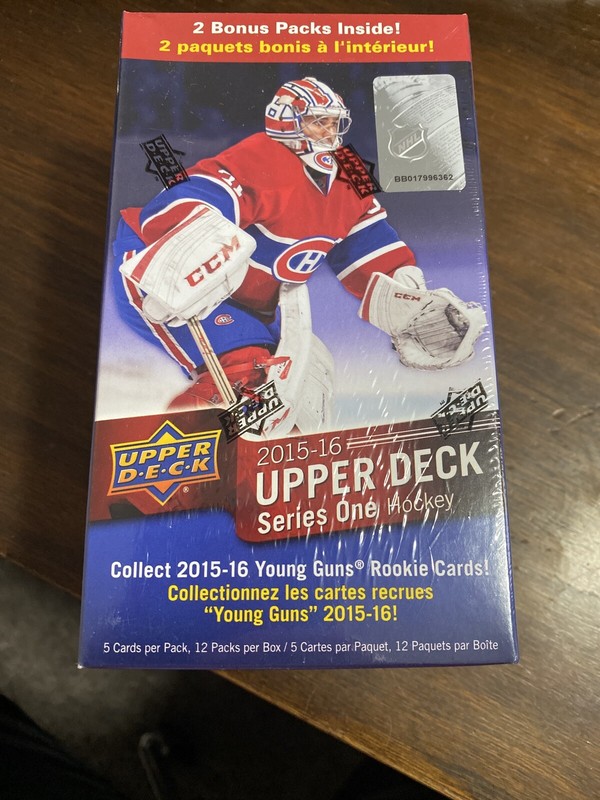 2 Bonus Packs Inside!
2 paquets bonis à l'intérieur!
NHL
BB017996362
UPPER DECK
UPPER DECK
31
CCM
H
CCM
UPPER DECK
UPPER DECK
UPPER
D·E·C·K
®
2015-16
UPPER DECK
Series One Hockey
Collect 2015-16 Young Guns® Rookie Cards!
Collectionnez les cartes recrues
“Young Guns” 2015-16!
5 Cards per Pack, 12 Packs per Box / 5 Cartes par Paquet, 12 Paquets par Boîte